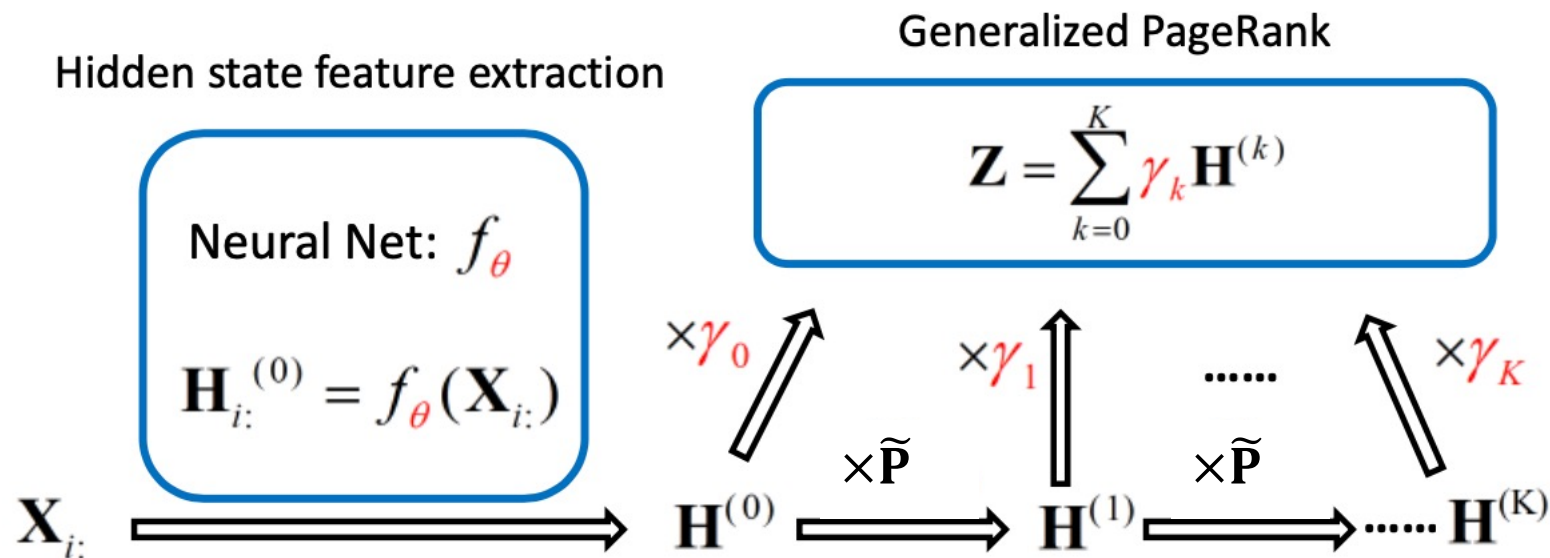 Hidden state feature extraction
Generalized PageRank
Neural Net: f_θ
H_{i:}^{(0)} = f_θ(X_{i:})
Z = ∑_{k=0}^{K} γ_k H^{(k)}
×γ_0
×γ_1
......
×γ_K
×P̃
×P̃
X_{i:}
H^{(0)}
H^{(1)}
......
H^{(K)}